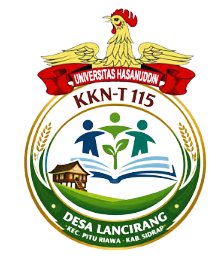 UNIVERSITAS HASANUDDIN
KKN-T 115
DESA LANCIRANG
KEC. PITU RIAWA - KAB. SIDRAP